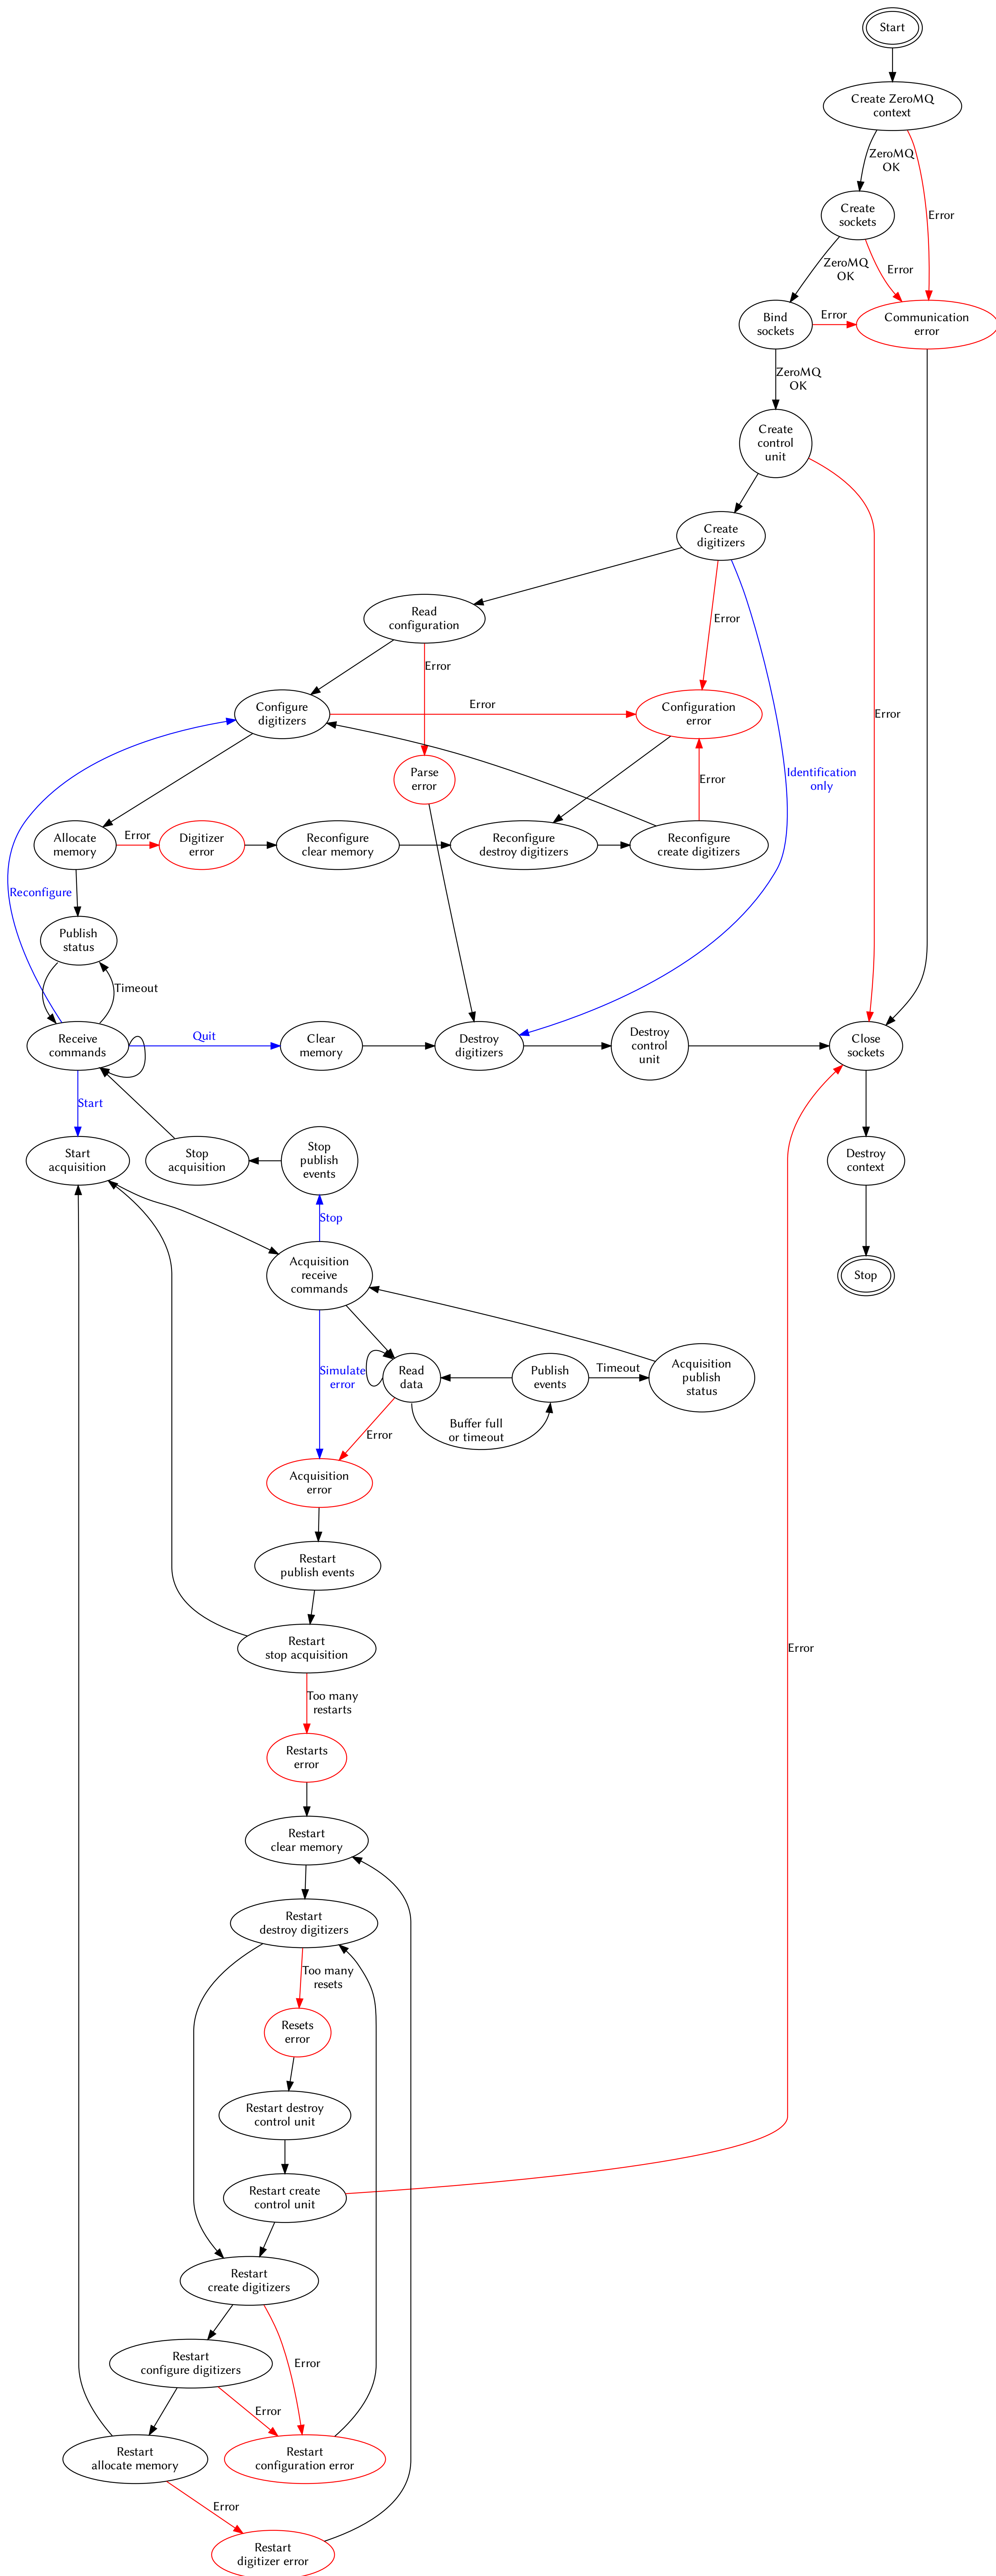 Start
Create ZeroMQ
context
ZeroMQ
OK
Create
sockets
Error
ZeroMQ
OK
Error
Bind
sockets
Error
Communication
error
ZeroMQ
OK
Create
control
unit
Create
digitizers
Read
configuration
Error
Error
Configure
digitizers
Error
Configuration
error
Error
Parse
error
Error
Identification
only
Allocate
memory
Error
Digitizer
error
Reconfigure
clear memory
Reconfigure
destroy digitizers
Reconfigure
create digitizers
Reconfigure
Publish
status
Timeout
Receive
commands
Quit
Clear
memory
Destroy
digitizers
Destroy
control
unit
Close
sockets
Start
Start
acquisition
Stop
acquisition
Stop
publish
events
Destroy
context
Stop
Acquisition
receive
commands
Stop
Simulate
error
Read
data
Publish
events
Timeout
Acquisition
publish
status
Buffer full
or timeout
Error
Acquisition
error
Restart
publish events
Restart
stop acquisition
Error
Too many
restarts
Restarts
error
Restart
clear memory
Restart
destroy digitizers
Too many
resets
Resets
error
Restart destroy
control unit
Restart create
control unit
Restart
create digitizers
Restart
configure digitizers
Error
Error
Restart
allocate memory
Restart
configuration error
Error
Restart
digitizer error